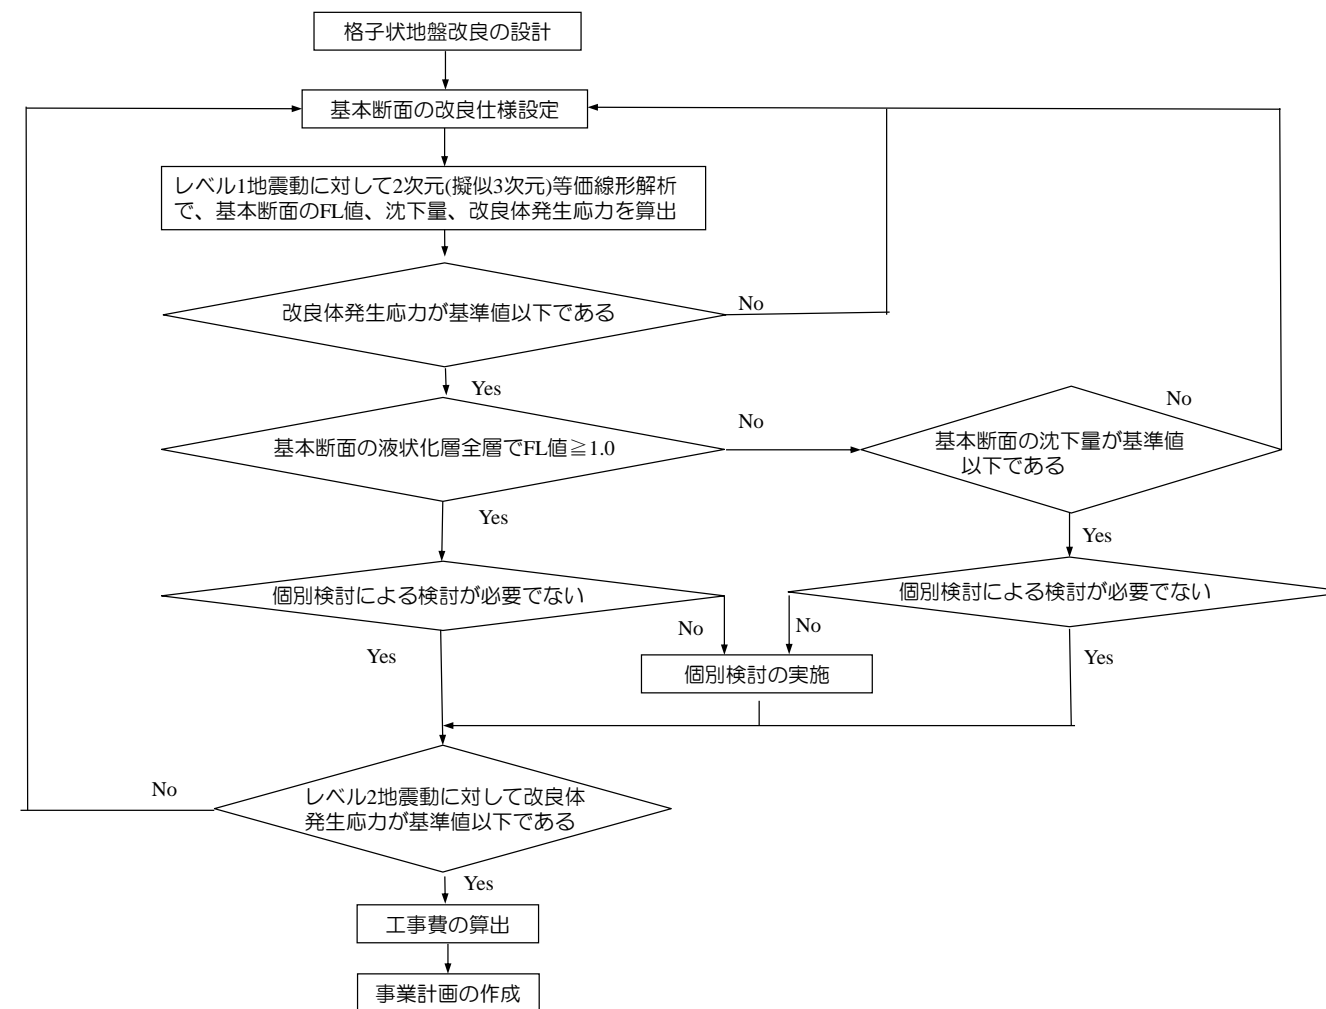 格子状地盤改良の設計
基本断面の改良仕様設定
レベル1地震動に対して2次元(擬似3次元)等価線形解析
で、基本断面のFL値、沈下量、改良体発生応力を算出
No
改良体発生応力が基準値以下である
Yes
No
No
基本断面の液状化層全層でFL値≧1.0
基本断面の沈下量が基準値
以下である
Yes
Yes
個別検討による検討が必要でない
個別検討による検討が必要でない
No
No
Yes
Yes
個別検討の実施
No
レベル2地震動に対して改良体
発生応力が基準値以下である
Yes
工事費の算出
事業計画の作成